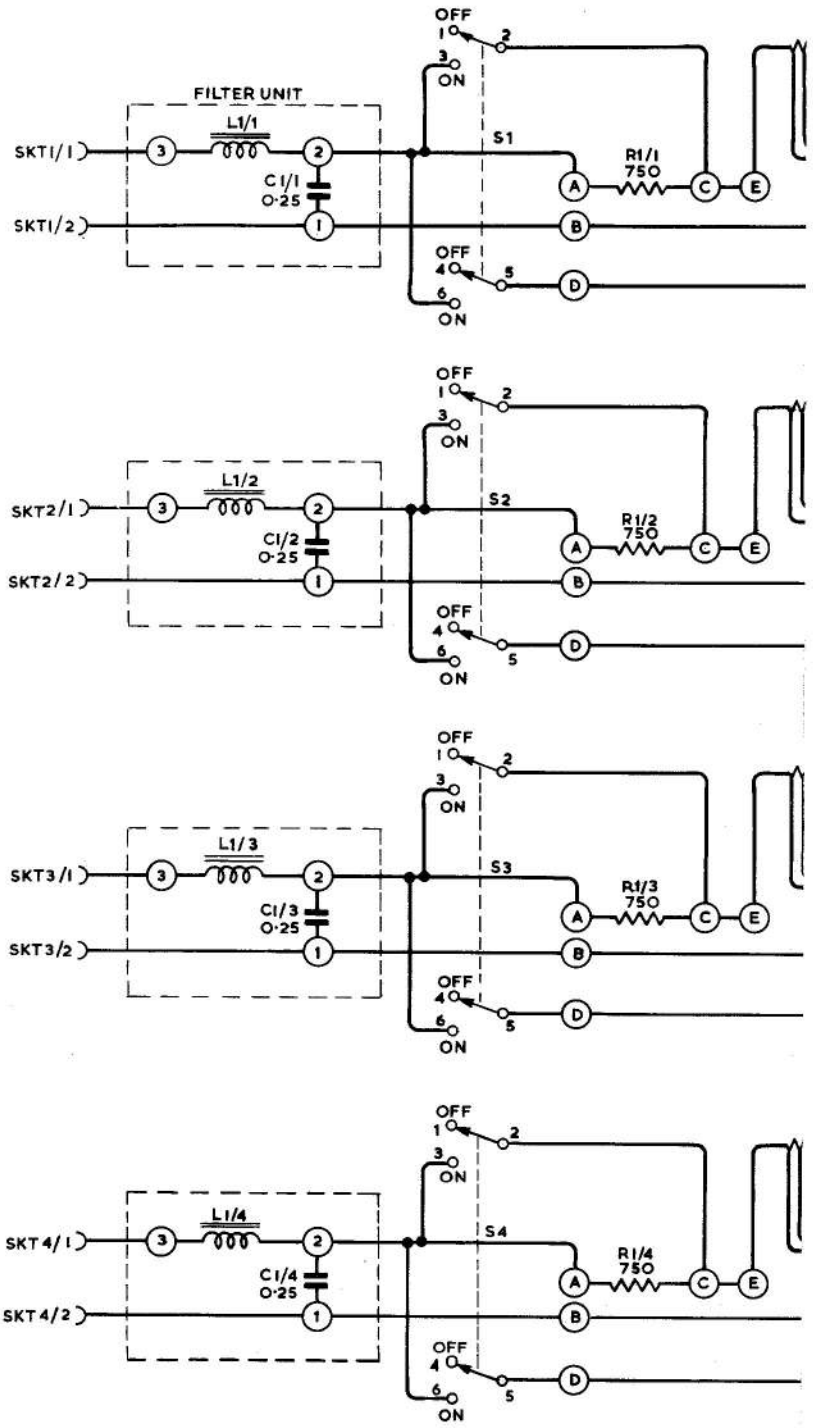 OFF
1
2
3
ON
FILTER UNIT
L1/1
SKT1/1
3
2
S1
C1/1
0·25
R1/1
750
A
C
E
SKT1/2
1
B
OFF
4
5
D
6
ON
OFF
1
2
3
ON
L1/2
SKT2/1
3
2
S2
C1/2
0·25
R1/2
750
A
C
E
SKT2/2
1
B
OFF
4
5
D
6
ON
OFF
1
2
3
ON
L1/3
SKT3/1
3
2
S3
C1/3
0·25
R1/3
750
A
C
E
SKT3/2
1
B
OFF
4
5
D
6
ON
OFF
1
2
3
ON
L1/4
SKT4/1
3
2
S4
C1/4
0·25
R1/4
750
A
C
E
SKT4/2
1
B
OFF
4
5
D
6
ON